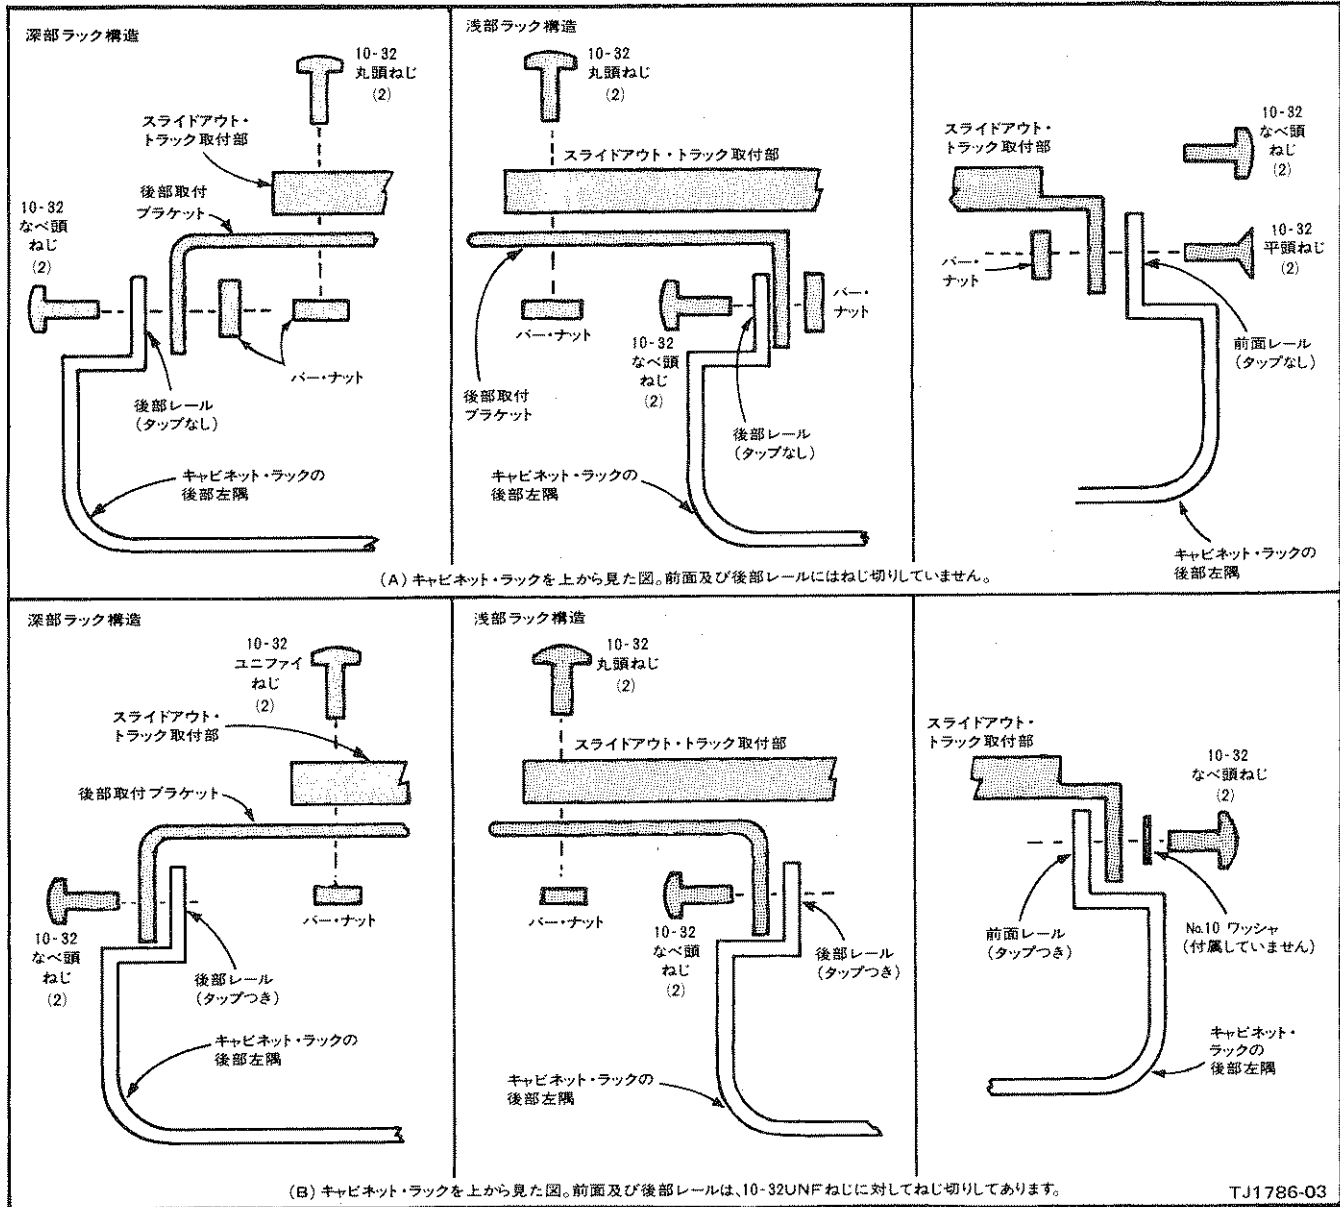 深部ラック構造
10-32
丸頭ねじ
(2)
スライドアウト・
トラック取付部
後部取付
ブラケット
10-32
なべ頭
ねじ
(2)
バー・ナット
後部レール
(タップなし)
キャビネット・ラックの
後部左隅
浅部ラック構造
10-32
丸頭ねじ
(2)
スライドアウト・トラック取付部
バー・
ナット
バー・ナット
10-32
なべ頭
ねじ
(2)
後部取付
ブラケット
後部レール
(タップなし)
キャビネット・ラックの
後部左隅
10-32
なべ頭
ねじ
(2)
スライドアウト・
トラック取付部
10-32
平頭ねじ
(2)
バー・
ナット
前面レール
(タップなし)
キャビネット・ラックの
後部左隅
(A) キャビネット・ラックを上から見た図。前面及び後部レールにはねじ切りしていません。
深部ラック構造
10-32
ユニファイ
ねじ
(2)
スライドアウト・
トラック取付部
後部取付ブラケット
バー・ナット
10-32
なべ頭
ねじ
(2)
後部レール
(タップつき)
キャビネット・ラックの
後部左隅
浅部ラック構造
10-32
丸頭ねじ
(2)
スライドアウト・トラック取付部
バー・ナット
10-32
なべ頭
ねじ
(2)
後部レール
(タップつき)
キャビネット・ラックの
後部左隅
スライドアウト・
トラック取付部
10-32
なべ頭ねじ
(2)
前面レール
(タップつき)
No.10 ワッシャ
(付属していません)
キャビネット・
ラックの
後部左隅
(B) キャビネット・ラックを上から見た図。前面及び後部レールは、10-32UNFねじに対してねじ切りしてあります。
TJ1786-03